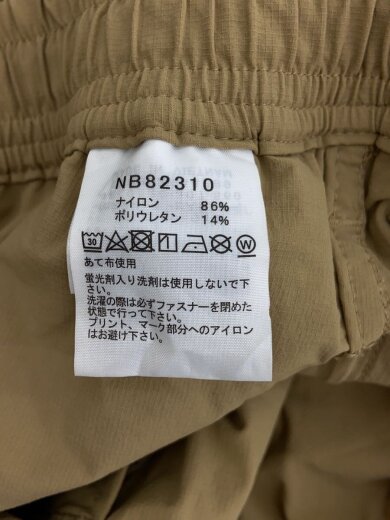 NB82310
ナイロン 86%
ポリウレタン 14%
30
あて布使用
蛍光剤入り洗剤は使用しないで下さい。
洗濯の際は必ずファスナーを閉めた
状態で行って下さい。
プリント、マーク部分へのアイロン
はお避け下さい。